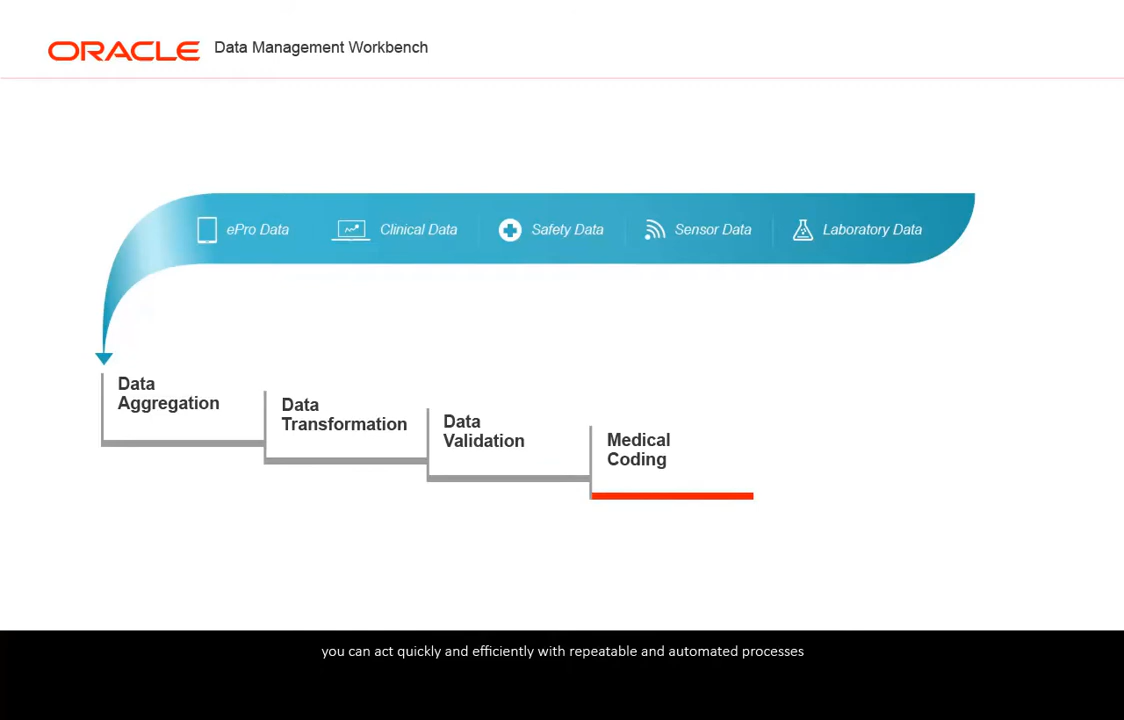 ORACLE Data Management Workbench
ePro Data Clinical Data Safety Data Sensor Data Laboratory Data
Data
Aggregation
Data
Transformation
Data
Validation
Medical
Coding
you can act quickly and efficiently with repeatable and automated processes